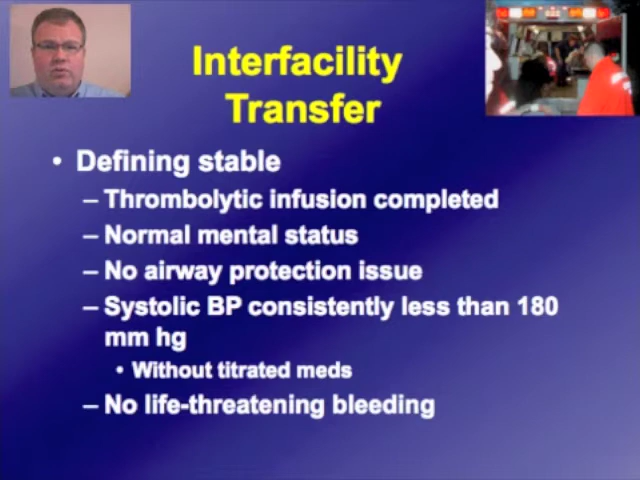 Interfacility
Transfer
• Defining stable
– Thrombolytic infusion completed
– Normal mental status
– No airway protection issue
– Systolic BP consistently less than 180
mm hg
• Without titrated meds
– No life-threatening bleeding